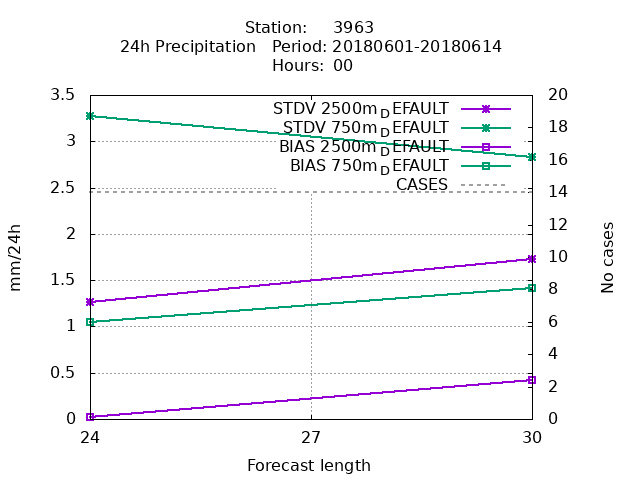 Station: 3963
24h Precipitation Period: 20180601-20180614
Hours: 00
3.5
3
2.5
2
1.5
1
0.5
0
mm/24h
STDV 2500m_DEFAULT
STDV 750m_DEFAULT
BIAS 2500m_DEFAULT
BIAS 750m_DEFAULT
CASES
20
18
16
14
12
10
8
6
4
2
0
No cases
24 27 30
Forecast length